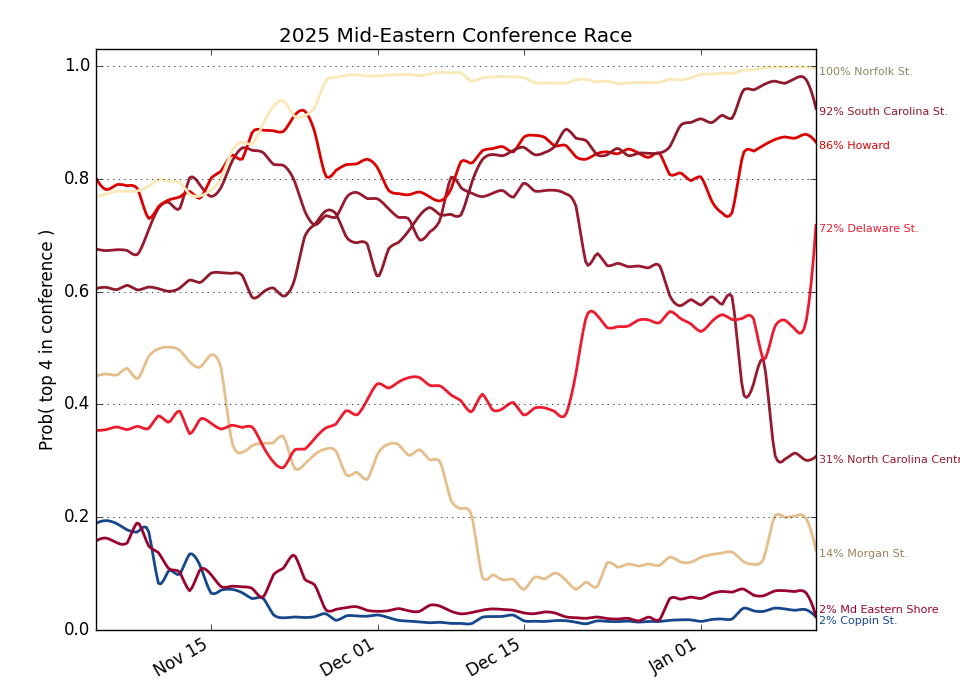 2025 Mid-Eastern Conference Race
Prob( top 4 in conference )
1.0
0.8
0.6
0.4
0.2
0.0
Nov 15
Dec 01
Dec 15
Jan 01
100% Norfolk St.
92% South Carolina St.
86% Howard
72% Delaware St.
31% North Carolina Centr
14% Morgan St.
2% Md Eastern Shore
2% Coppin St.